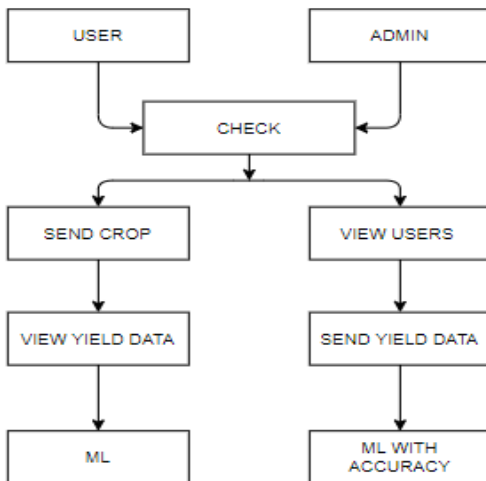 USER
ADMIN
CHECK
SEND CROP
VIEW USERS
VIEW YIELD DATA
SEND YIELD DATA
ML
ML WITH
ACCURACY